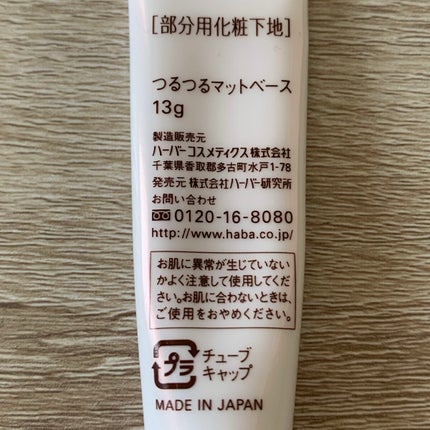 ［部分用化粧下地］
つるつるマットベース
13g
製造販売元
ハーバーコスメティクス株式会社
千葉県香取郡多古町水戸1-78
発売元 株式会社ハーバー研究所
お問い合わせ
0120-16-8080
http://www.haba.co.jp/
お肌に異常が生じていない
かよく注意して使用してくだ
さい。お肌に合わないときは、
ご使用をおやめください。
プラ
チューブ
キャップ
MADE IN JAPAN